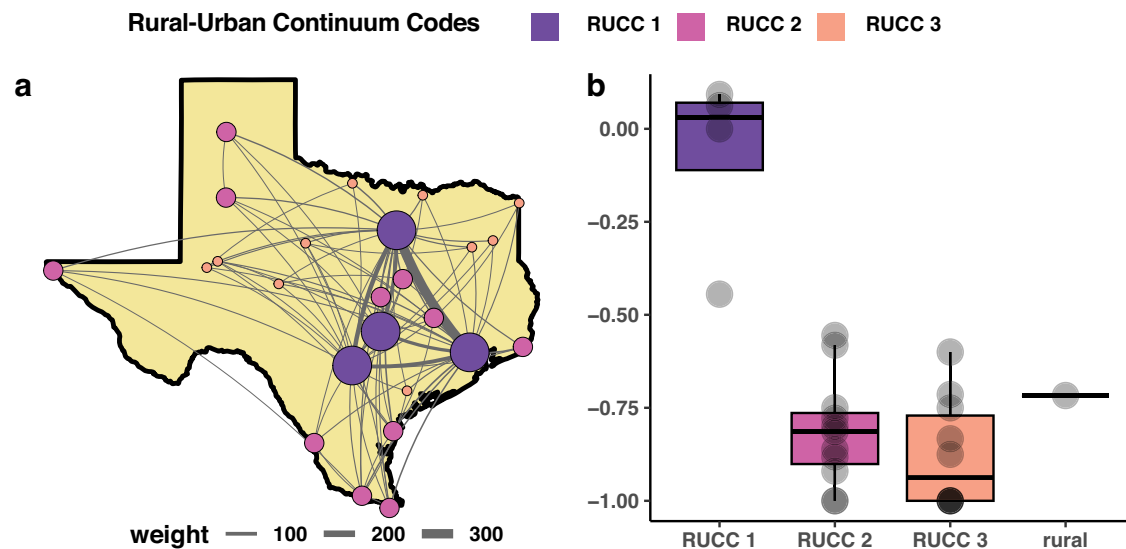 Rural-Urban Continuum Codes RUCC 1 RUCC 2 RUCC 3
a
weight 100 200 300
b
0.00
−0.25
−0.50
−0.75
−1.00
RUCC 1 RUCC 2 RUCC 3 rural